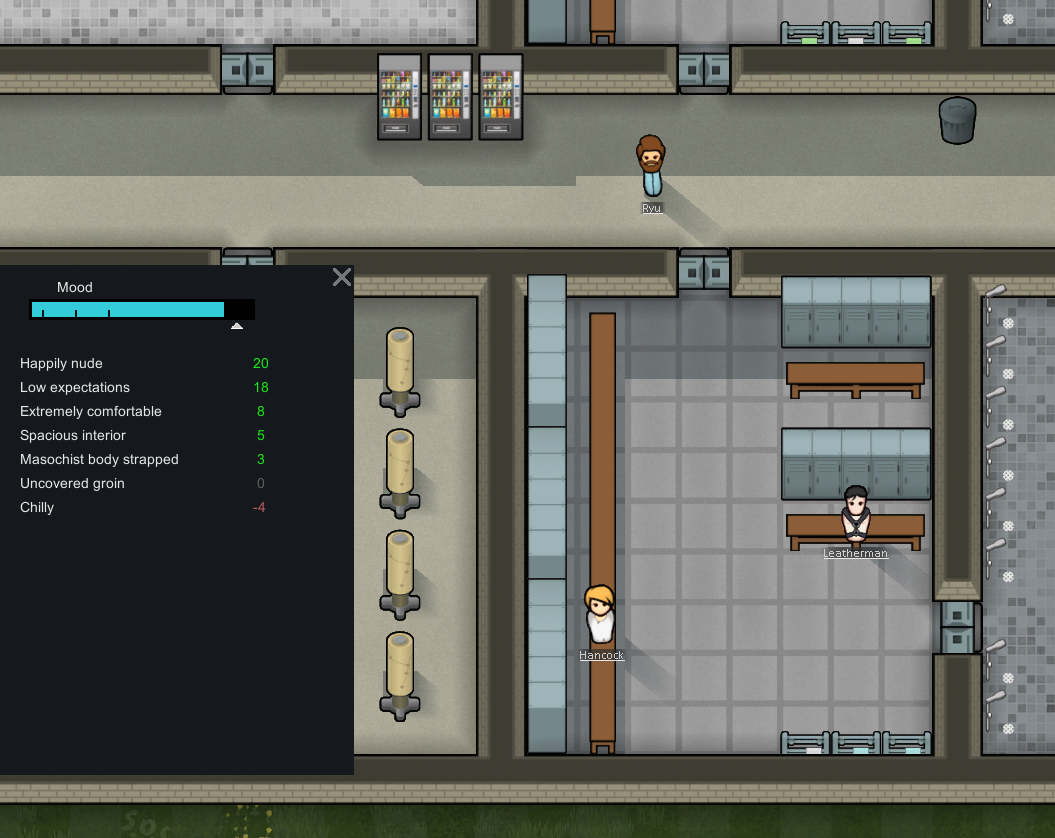 Ryu
Mood
Happily nude 20
Low expectations 18
Extremely comfortable 8
Spacious interior 5
Masochist body strapped 3
Uncovered groin 0
Chilly -4
Leatherman
Hancock